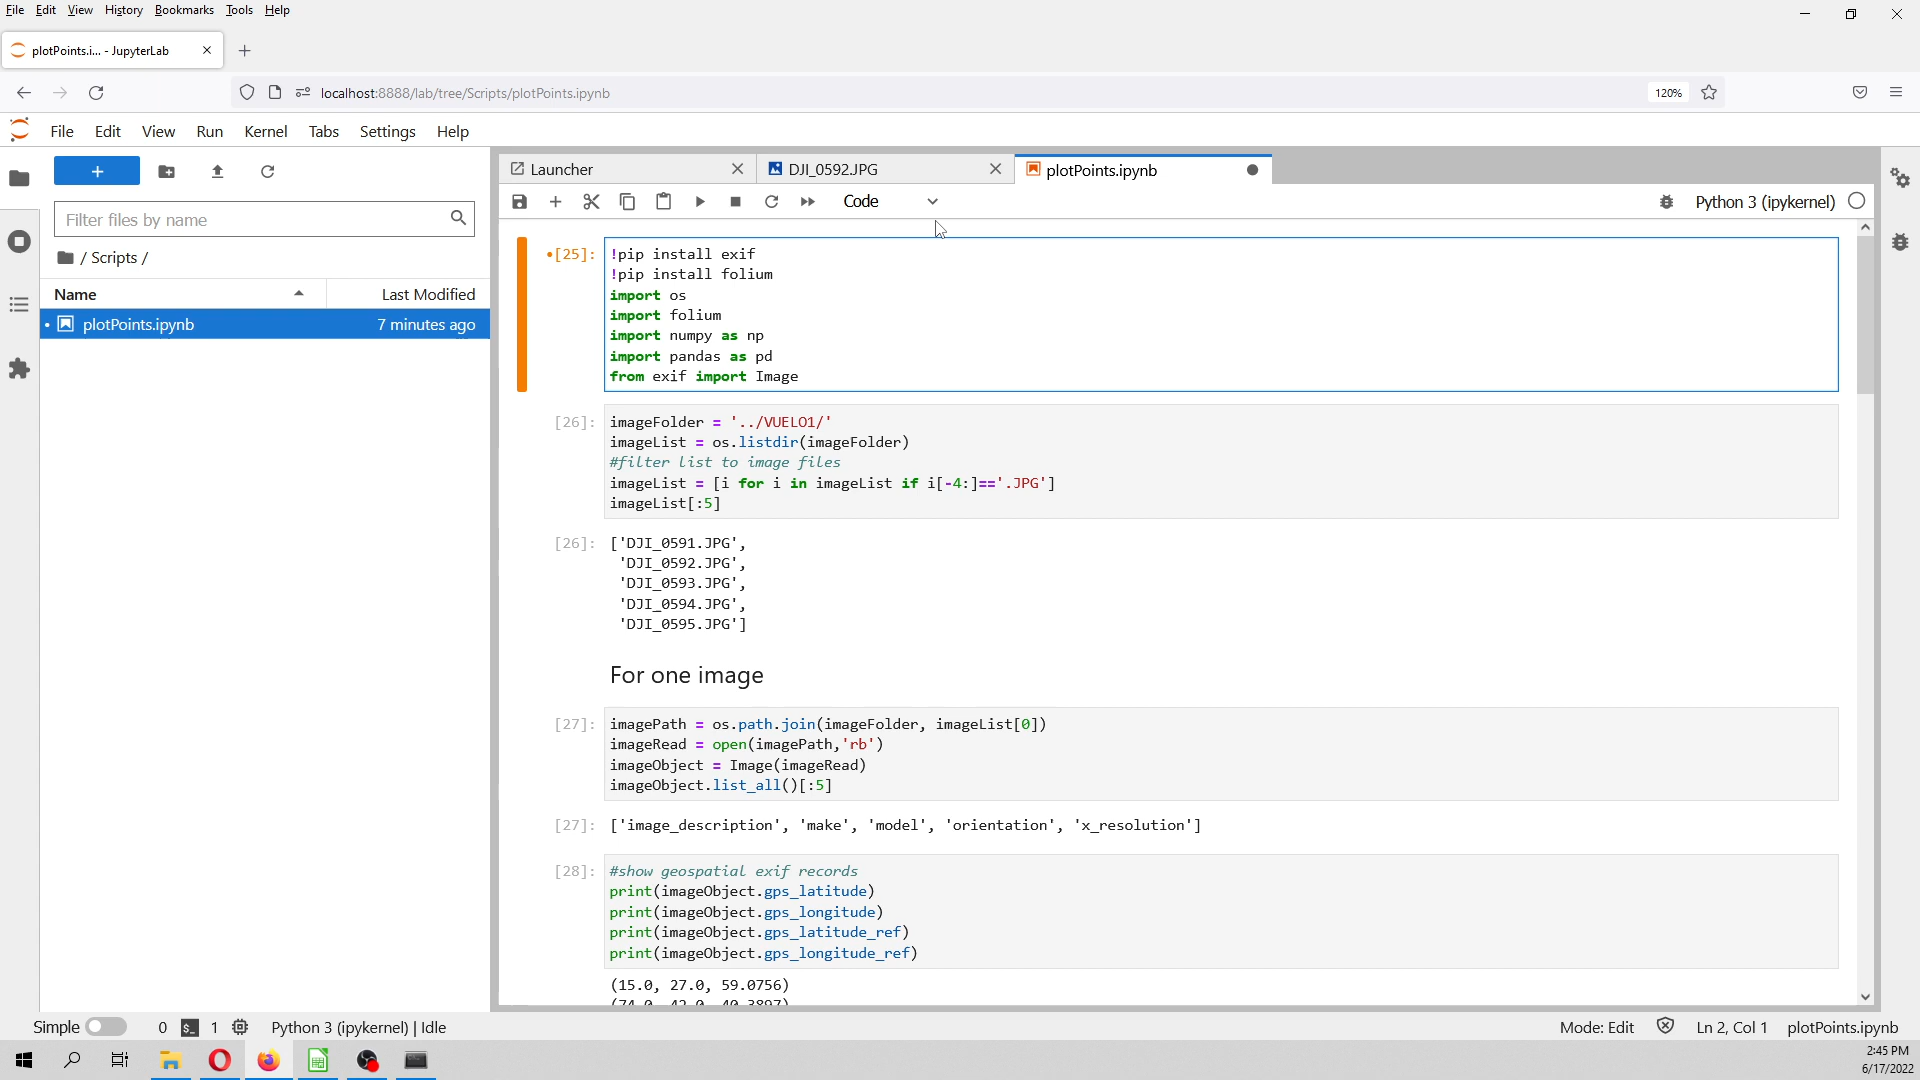 File Edit View History Bookmarks Tools Help
plotPoints.i... - JupyterLab
localhost:8888/lab/tree/Scripts/plotPoints.ipynb
120%
File Edit View Run Kernel Tabs Settings Help
Filter files by name
/ Scripts /
Name Last Modified
plotPoints.ipynb 7 minutes ago
Launcher DJI_0592.JPG plotPoints.ipynb
Code Python 3 (ipykernel)
•[25]: !pip install exif
!pip install folium
import os
import folium
import numpy as np
import pandas as pd
from exif import Image
[26]: imageFolder = '../VUELO1/'
imageList = os.listdir(imageFolder)
#filter list to image files
imageList = [i for i in imageList if i[-4:]=='.JPG']
imageList[:5]
[26]: ['DJI_0591.JPG',
'DJI_0592.JPG',
'DJI_0593.JPG',
'DJI_0594.JPG',
'DJI_0595.JPG']
For one image
[27]: imagePath = os.path.join(imageFolder, imageList[0])
imageRead = open(imagePath,'rb')
imageObject = Image(imageRead)
imageObject.list_all()[:5]
[27]: ['image_description', 'make', 'model', 'orientation', 'x_resolution']
[28]: #show geospatial exif records
print(imageObject.gps_latitude)
print(imageObject.gps_longitude)
print(imageObject.gps_latitude_ref)
print(imageObject.gps_longitude_ref)
(15.0, 27.0, 59.0756)
(74.0, 42.0, 40.3897)
Simple 0 1 Python 3 (ipykernel) | Idle Mode: Edit Ln 2, Col 1 plotPoints.ipynb
2:45 PM
6/17/2022